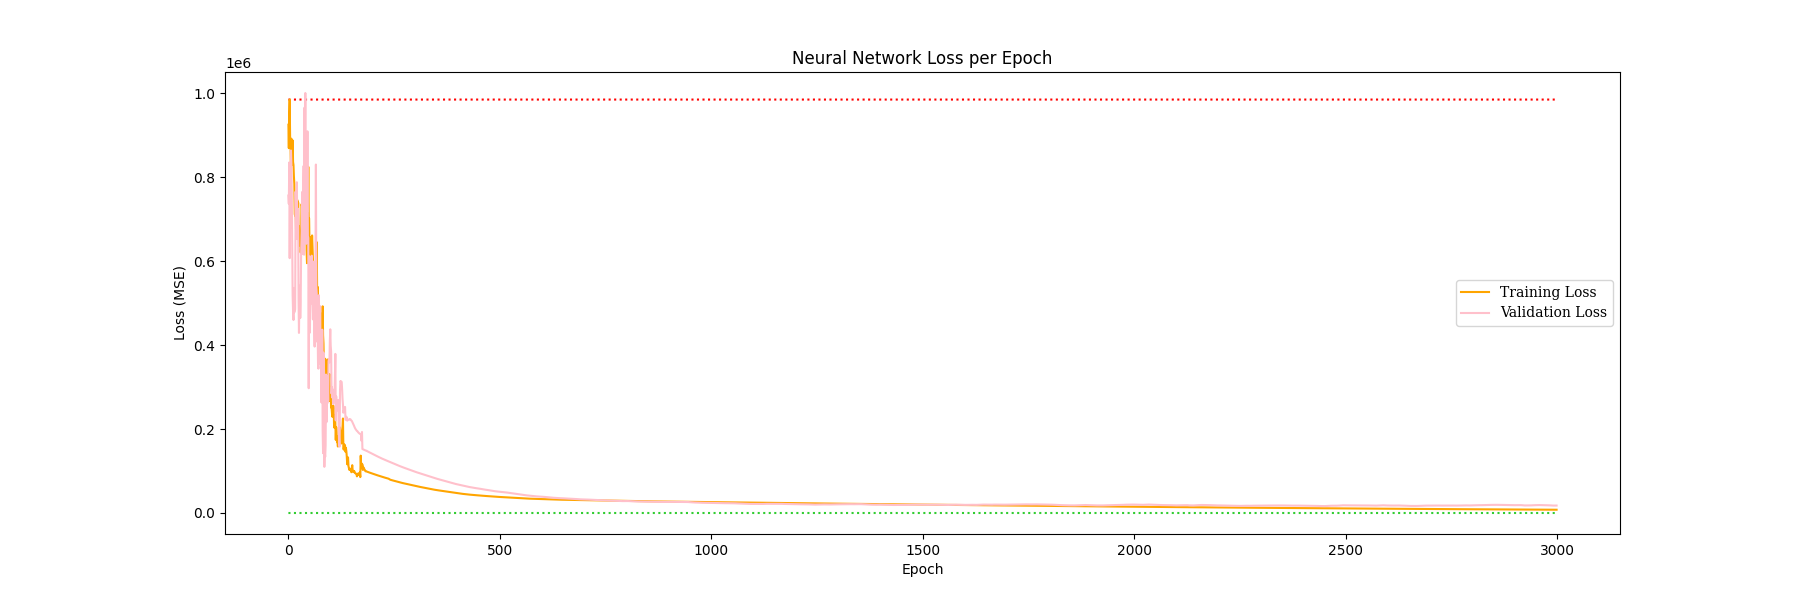 Neural Network Loss per Epoch
1e6
1.0
0.8
0.6
0.4
0.2
0.0
Loss (MSE)
Training Loss
Validation Loss
0 500 1000 1500 2000 2500 3000
Epoch